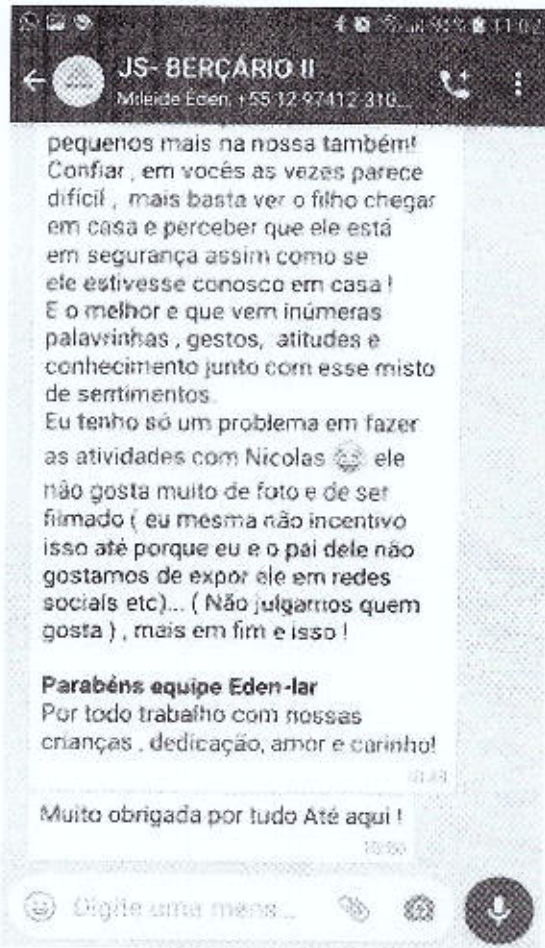 11:02
JS- BERÇARIO II
Mileide Eden, +55 12 97412-310...
pequenos mais na nossa também!
Confiar , em vocês as vezes parece
difícil , mais basta ver o filho chegar
em casa e perceber que ele está
em segurança assim como se
ele estivesse conosco em casa !
E o melhor e que vem inúmeras
palavrinhas , gestos, atitudes e
conhecimento junto com esse misto
de sentimentos.
Eu tenho só um problema em fazer
as atividades com Nicolas 😂 ele
não gosta muito de foto e de ser
filmado ( eu mesma não incentivo
isso até porque eu e o pai dele não
gostamos de expor ele em redes
sociais etc)... ( Não julgamos quem
gosta ) , mais em fim e isso !
Parabéns equipe Eden-lar
Por todo trabalho com nossas
crianças , dedicação, amor e carinho!
Muito obrigada por tudo Até aqui !
Digite uma mens...